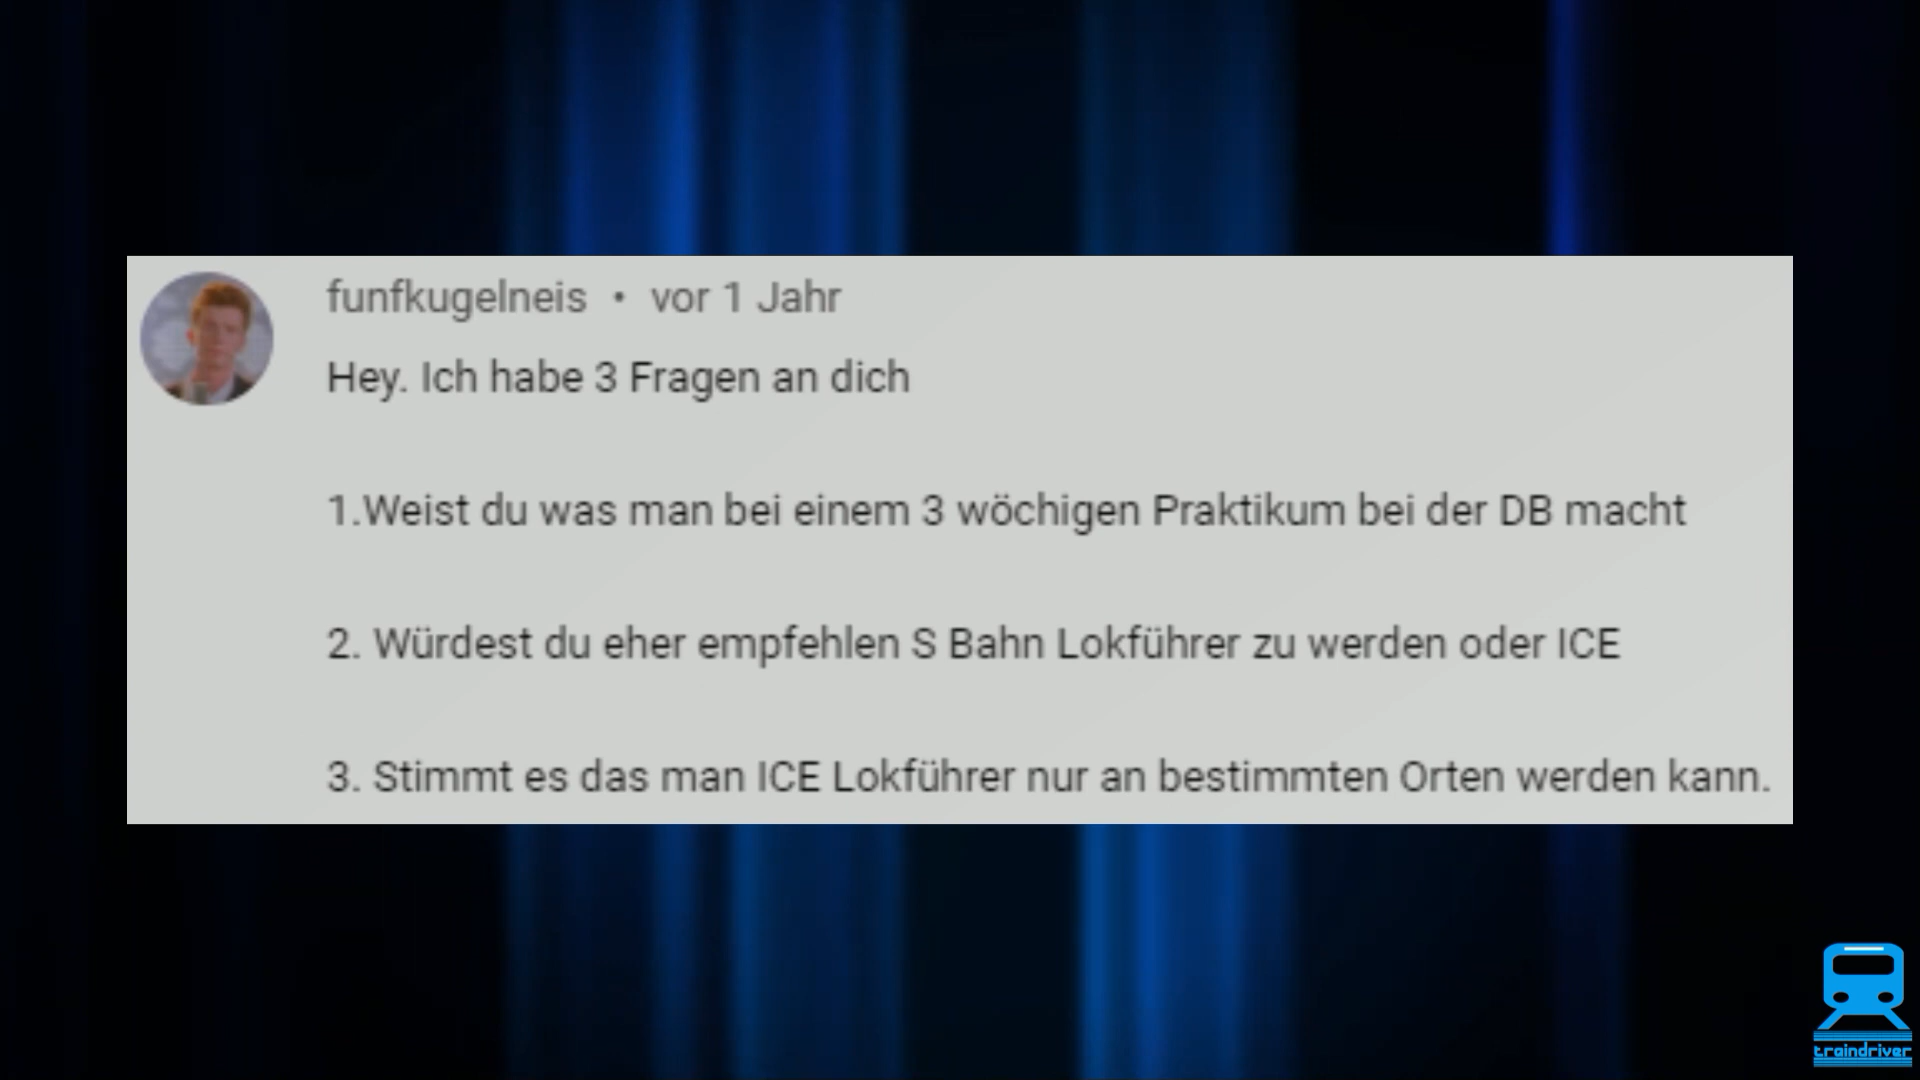 funfkugelneis • vor 1 Jahr
Hey. Ich habe 3 Fragen an dich
1.Weist du was man bei einem 3 wöchigen Praktikum bei der DB macht
2. Würdest du eher empfehlen S Bahn Lokführer zu werden oder ICE
3. Stimmt es das man ICE Lokführer nur an bestimmten Orten werden kann.
traindriver